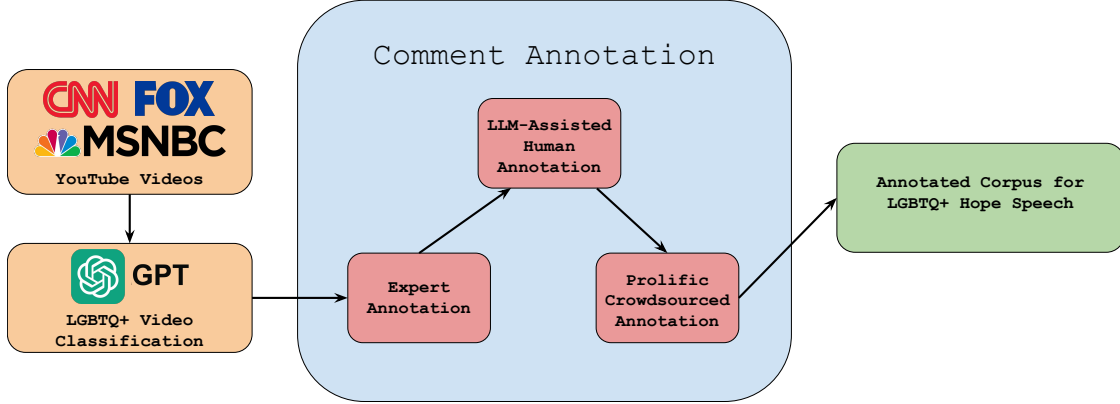 CNN FOX
MSNBC
YouTube Videos
GPT
LGBTQ+ Video
Classification
Comment Annotation
LLM-Assisted
Human
Annotation
Expert
Annotation
Prolific
Crowdsourced
Annotation
Annotated Corpus for
LGBTQ+ Hope Speech